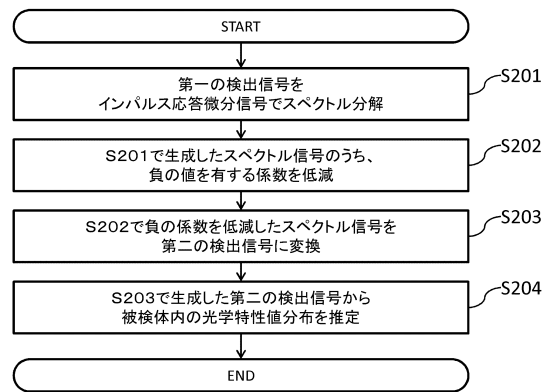 START
第一の検出信号を
インパルス応答微分信号でスペクトル分解
S201
S201で生成したスペクトル信号のうち、
負の値を有する係数を低減
S202
S202で負の係数を低減したスペクトル信号を
第二の検出信号に変換
S203
S203で生成した第二の検出信号から
被検体内の光学特性値分布を推定
S204
END